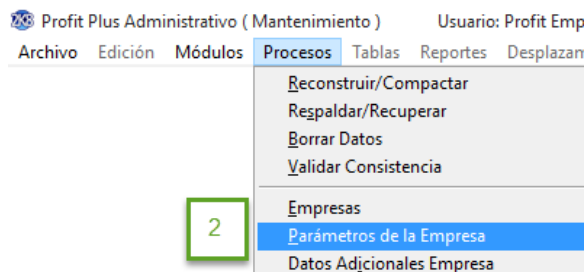 2K8 Profit Plus Administrativo ( Mantenimiento ) Usuario: Profit Emp
Archivo Edición Módulos Procesos Tablas Reportes Desplazam
Reconstruir/Compactar
Respaldar/Recuperar
Borrar Datos
Validar Consistencia
Empresas
2
Parámetros de la Empresa
Datos Adicionales Empresa